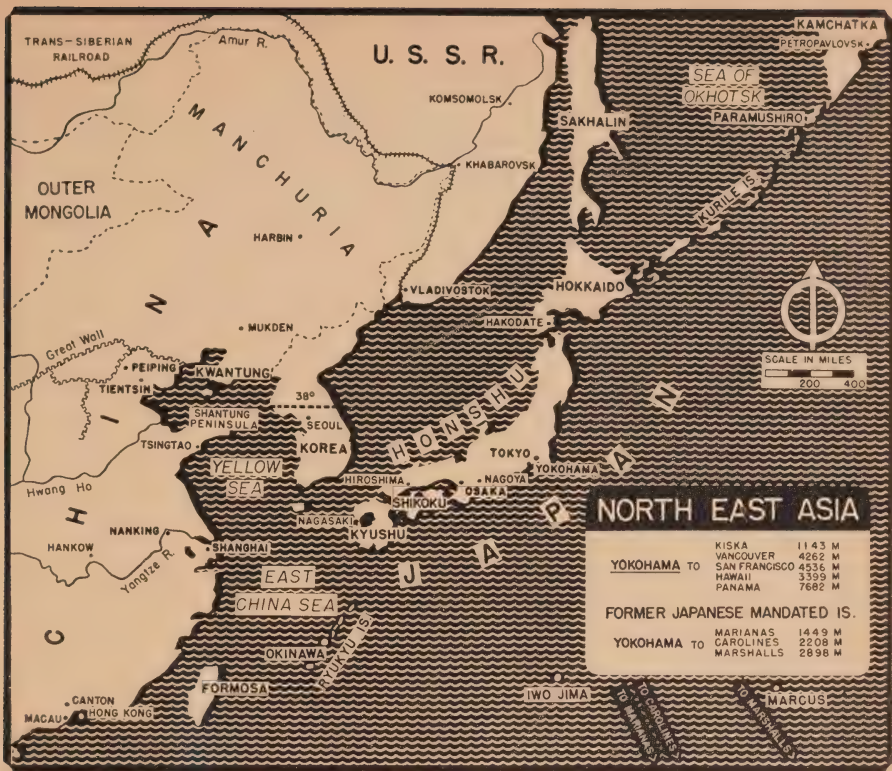 TRANS-SIBERIAN
RAILROAD
Amur R.
U. S. S. R.
KAMCHATKA
PETROPAVLOVSK
SEA OF
OKHOTSK
KOMSOMOLSK
SAKHALIN
PARAMUSHIRO
MANCHURIA
KHABAROVSK
OUTER
MONGOLIA
KURILE IS.
HARBIN
CHINA
VLADIVOSTOK
HOKKAIDO
HAKODATE
MUKDEN
Great Wall
SCALE IN MILES
200 400
PEIPING
KWANTUNG
TIENTSIN
HONSHU
38°
SHANTUNG
PENINSULA
SEOUL
KOREA
TSINGTAO
YELLOW
SEA
TOKYO
YOKOHAMA
HIROSHIMA
NAGOYA
OSAKA
Hwang Ho
SHIKOKU
NAGASAKI
KYUSHU
JAPAN
NANKING
HANKOW
SHANGHAI
Yangtze R.
EAST
CHINA SEA
OKINAWA
RYUKYU IS.
FORMOSA
CANTON
MACAU
HONG KONG
IWO JIMA
MARCUS
TO MARIANAS
TO CAROLINES
TO MARSHALLS
NORTH EAST ASIA
YOKOHAMA TO
KISKA 1143 M
VANCOUVER 4262 M
SAN FRANCISCO 4536 M
HAWAII 3399 M
PANAMA 7682 M
FORMER JAPANESE MANDATED IS.
YOKOHAMA TO
MARIANAS 1449 M
CAROLINES 2208 M
MARSHALLS 2898 M